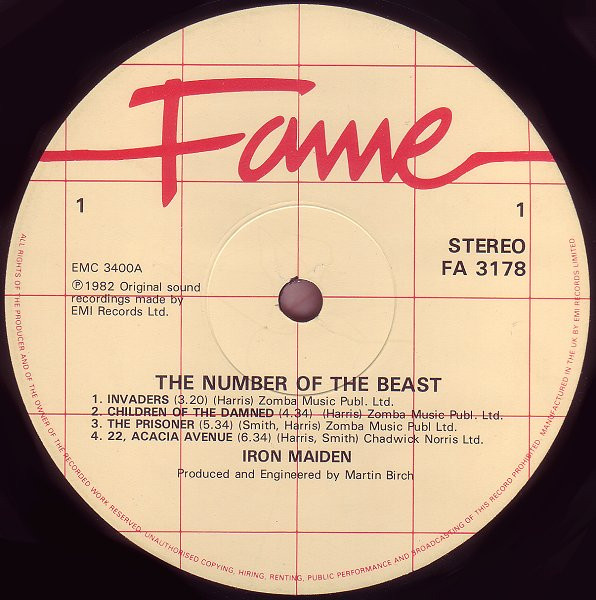 Fame
1
1
STEREO
FA 3178
EMC 3400A
℗1982 Original sound
recordings made by
EMI Records Ltd.
THE NUMBER OF THE BEAST
1. INVADERS (3.20) (Harris) Zomba Music Publ. Ltd.
2. CHILDREN OF THE DAMNED (4.34) (Harris) Zomba Music Publ. Ltd.
3. THE PRISONER (5.34) (Smith, Harris) Zomba Music Publ. Ltd.
4. 22, ACACIA AVENUE (6.34) (Harris, Smith) Chadwick Norris Ltd.
IRON MAIDEN
Produced and Engineered by Martin Birch
ALL RIGHTS OF THE PRODUCER AND OF THE OWNER OF THE RECORDED WORK RESERVED. UNAUTHORISED COPYING, HIRING, RENTING, PUBLIC PERFORMANCE AND BROADCASTING OF THIS RECORD PROHIBITED. MANUFACTURED IN THE UK BY EMI RECORDS LIMITED